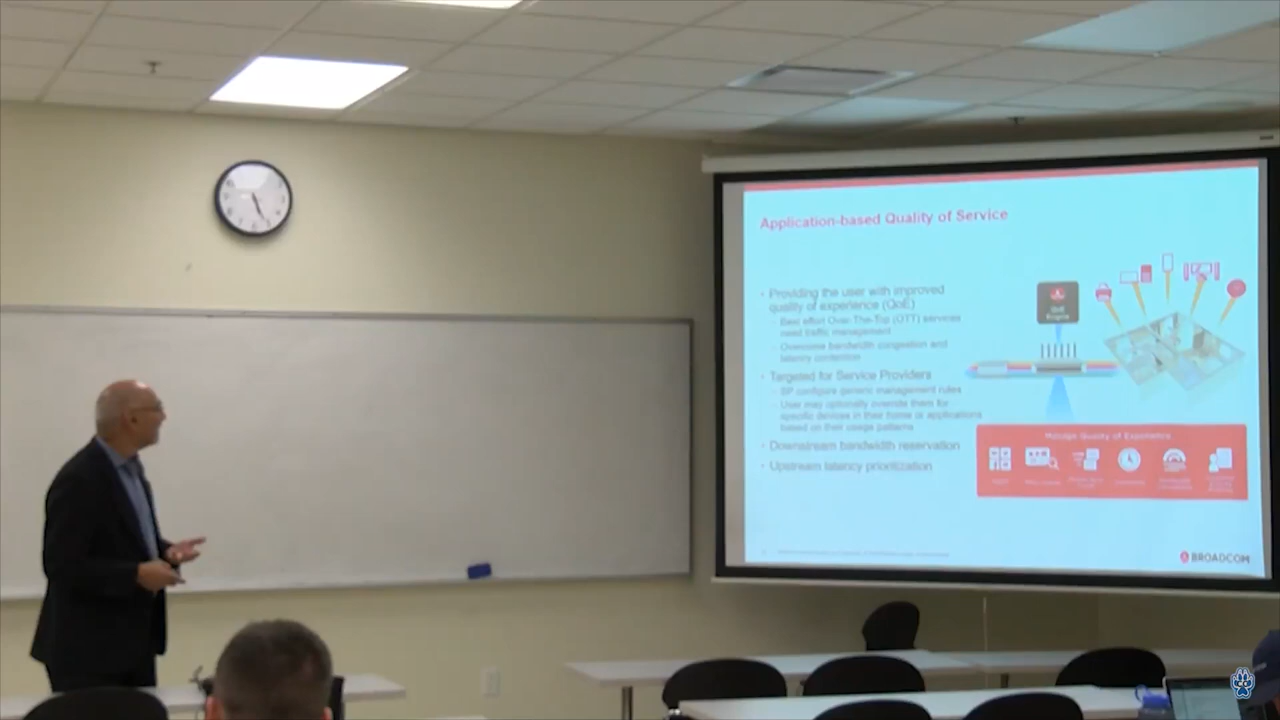 Application-based Quality of Service
Providing the user with improved
quality of experience (QoE)
Best effort Over-The-Top (OTT) services
need traffic management
Overcome bandwidth congestion and
latency contention
Targeted for Service Providers
SP configure generic management rules
User may optionally override them for
specific devices in their home or applications
based on their usage patterns
Downstream bandwidth reservation
Upstream latency prioritization
QoE
Engine
Manage Quality of Experience
BROADCOM